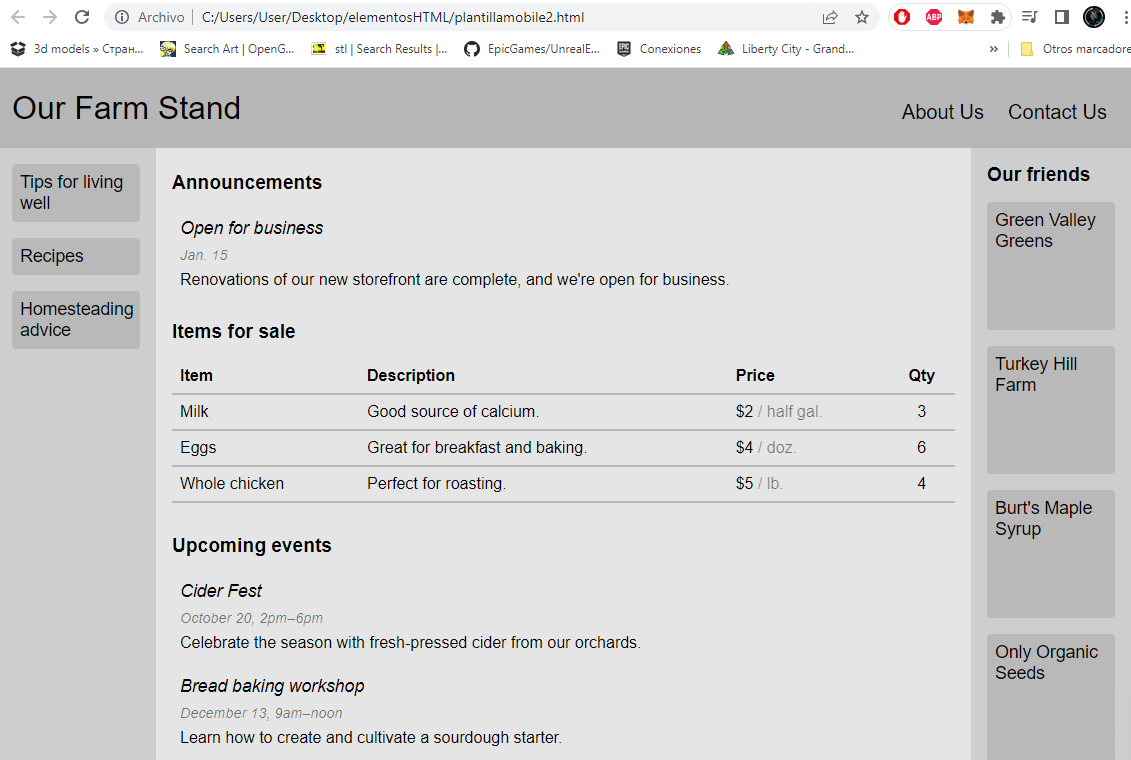 Archivo | C:/Users/User/Desktop/elementosHTML/plantillamobile2.html
ABP
3d models » Стран... Search Art | OpenG... stl | Search Results |... EpicGames/UnrealE... EPIC Conexiones Liberty City - Grand... » Otros marcadore
Our Farm Stand About Us Contact Us
Tips for living
well
Recipes
Homesteading
advice
Announcements
Open for business
Jan. 15
Renovations of our new storefront are complete, and we're open for business.
Items for sale
Item Description Price Qty
Milk Good source of calcium. $2 / half gal. 3
Eggs Great for breakfast and baking. $4 / doz. 6
Whole chicken Perfect for roasting. $5 / lb. 4
Upcoming events
Cider Fest
October 20, 2pm–6pm
Celebrate the season with fresh-pressed cider from our orchards.
Bread baking workshop
December 13, 9am–noon
Learn how to create and cultivate a sourdough starter.
Our friends
Green Valley
Greens
Turkey Hill
Farm
Burt's Maple
Syrup
Only Organic
Seeds